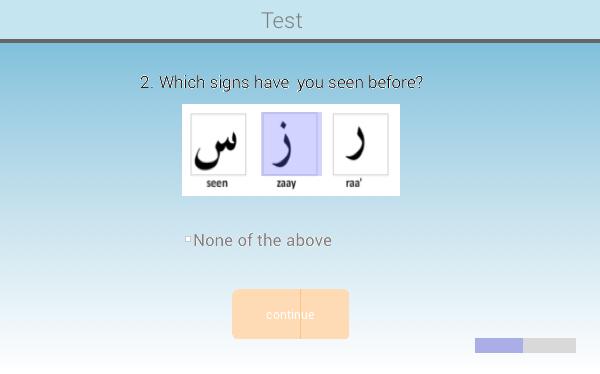 Test
2. Which signs have you seen before?
س ز ر
seen zaay raa'
None of the above
continue